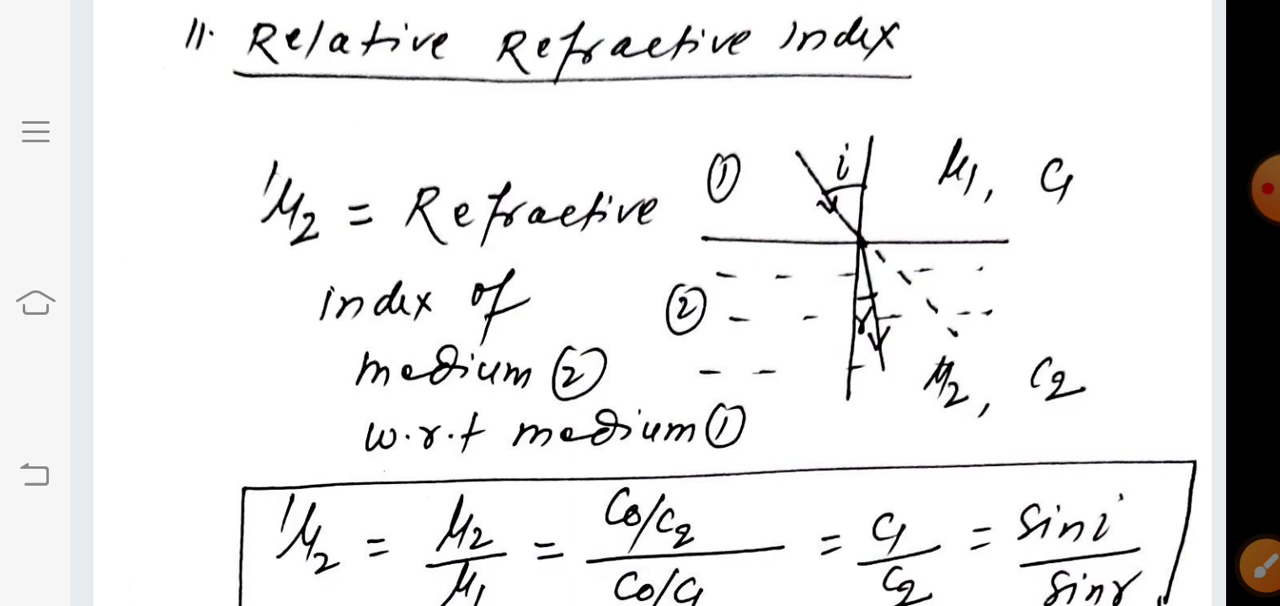 11. Relative Refractive index
① i μ₁, C₁
¹μ₂ = Refractive
index of
② r
medium ②
μ₂, C₂
w.r.t medium ①
¹μ₂ = μ₂/μ₁ = (C₀/C₂)/(C₀/C₁) = C₁/C₂ = sin i/sin r